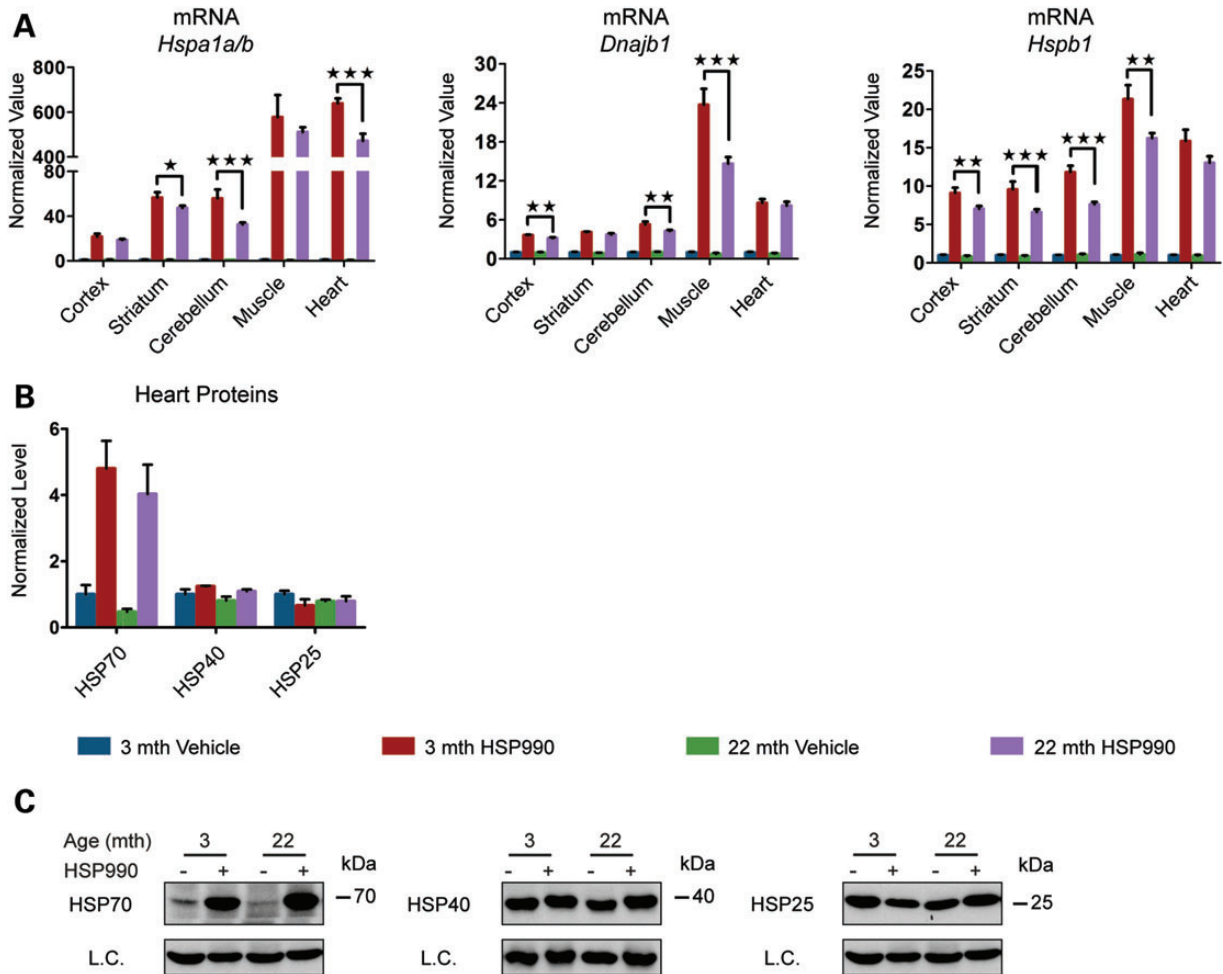 A
mRNA
Hspa1a/b
Normalized Value
800
600
400
80
40
0
★
★★★
★★★
Cortex
Striatum
Cerebellum
Muscle
Heart
mRNA
Dnajb1
Normalized Value
30
24
18
12
6
0
★★
★★
★★★
Cortex
Striatum
Cerebellum
Muscle
Heart
mRNA
Hspb1
Normalized Value
25
20
15
10
5
0
★★
★★★
★★★
★★
Cortex
Striatum
Cerebellum
Muscle
Heart
B
Heart Proteins
Normalized Level
6
4
2
0
HSP70
HSP40
HSP25
3 mth Vehicle
3 mth HSP990
22 mth Vehicle
22 mth HSP990
C
Age (mth) 3 22
HSP990 - + - + kDa
HSP70 –70
L.C.
3 22
- + - + kDa
HSP40 –40
L.C.
3 22
- + - + kDa
HSP25 –25
L.C.